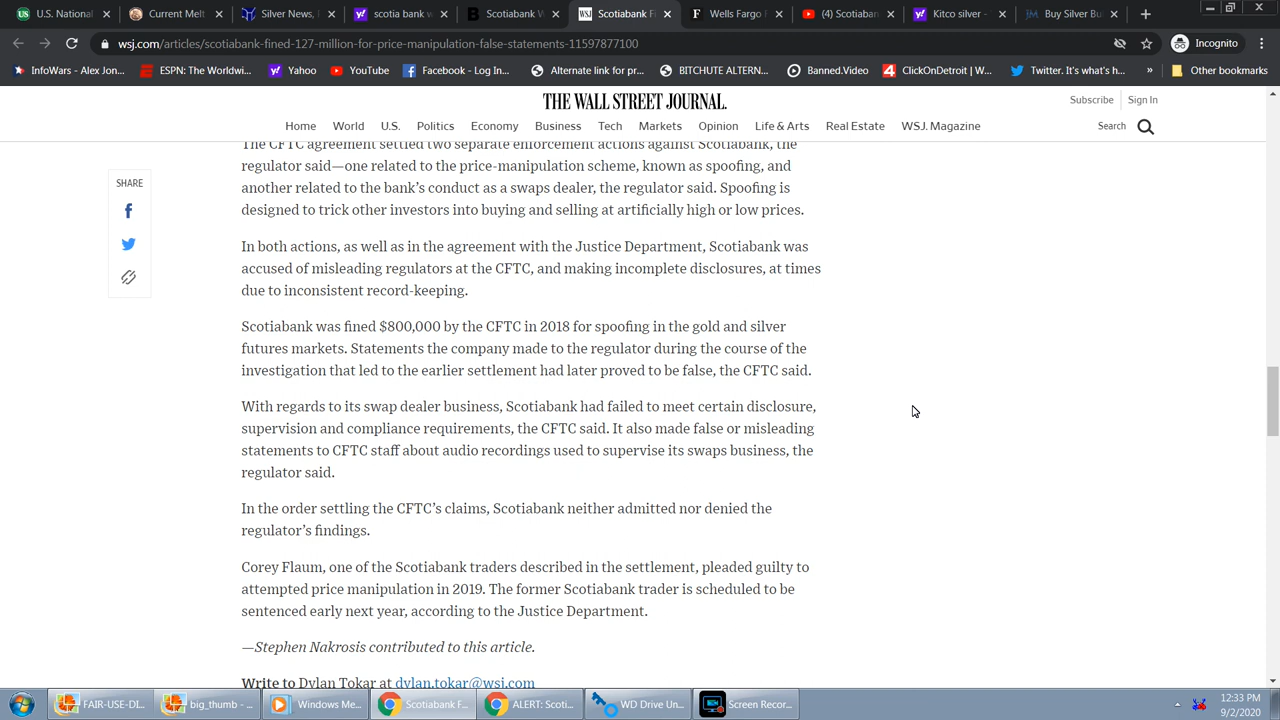 U.S. National
Current Melt
Silver News,
scotia bank w
Scotiabank W
Scotiabank Fi
Wells Fargo
(4) Scotiaban
Kitco silver -
Buy Silver Bu
wsj.com/articles/scotiabank-fined-127-million-for-price-manipulation-false-statements-11597877100
Incognito
InfoWars - Alex Jon...
ESPN: The Worldwi...
Yahoo
YouTube
Facebook - Log In...
Alternate link for pr...
BITCHUTE ALTERN...
Banned.Video
ClickOnDetroit | W...
Twitter. It's what's h...
»
Other bookmarks
THE WALL STREET JOURNAL.
Subscribe
Sign In
Home World U.S. Politics Economy Business Tech Markets Opinion Life & Arts Real Estate WSJ. Magazine
Search
SHARE
The CFTC agreement settled two separate enforcement actions against Scotiabank, the
regulator said—one related to the price-manipulation scheme, known as spoofing, and
another related to the bank's conduct as a swaps dealer, the regulator said. Spoofing is
designed to trick other investors into buying and selling at artificially high or low prices.
In both actions, as well as in the agreement with the Justice Department, Scotiabank was
accused of misleading regulators at the CFTC, and making incomplete disclosures, at times
due to inconsistent record-keeping.
Scotiabank was fined $800,000 by the CFTC in 2018 for spoofing in the gold and silver
futures markets. Statements the company made to the regulator during the course of the
investigation that led to the earlier settlement had later proved to be false, the CFTC said.
With regards to its swap dealer business, Scotiabank had failed to meet certain disclosure,
supervision and compliance requirements, the CFTC said. It also made false or misleading
statements to CFTC staff about audio recordings used to supervise its swaps business, the
regulator said.
In the order settling the CFTC's claims, Scotiabank neither admitted nor denied the
regulator's findings.
Corey Flaum, one of the Scotiabank traders described in the settlement, pleaded guilty to
attempted price manipulation in 2019. The former Scotiabank trader is scheduled to be
sentenced early next year, according to the Justice Department.
—Stephen Nakrosis contributed to this article.
Write to Dylan Tokar at dylan.tokar@wsj.com
FAIR-USE-DI...
big_thumb - ...
Windows Me...
Scotiabank F...
ALERT: Scoti...
WD Drive Un...
Screen Recor...
12:33 PM
9/2/2020